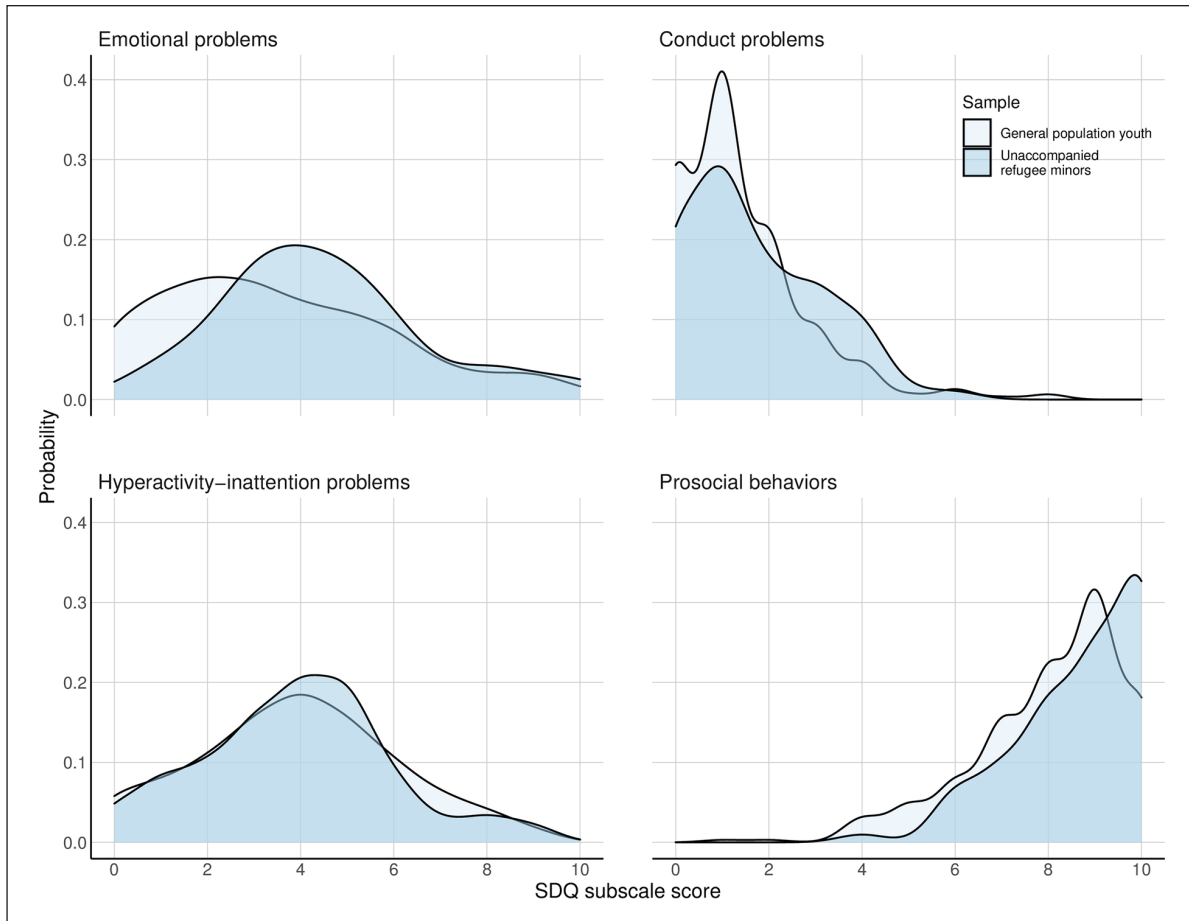 Emotional problems
Conduct problems
0.4
0.3
0.2
0.1
0.0
Sample
General population youth
Unaccompanied
refugee minors
Probability
Hyperactivity−inattention problems
Prosocial behaviors
0.4
0.3
0.2
0.1
0.0
0 2 4 6 8 10
0 2 4 6 8 10
SDQ subscale score